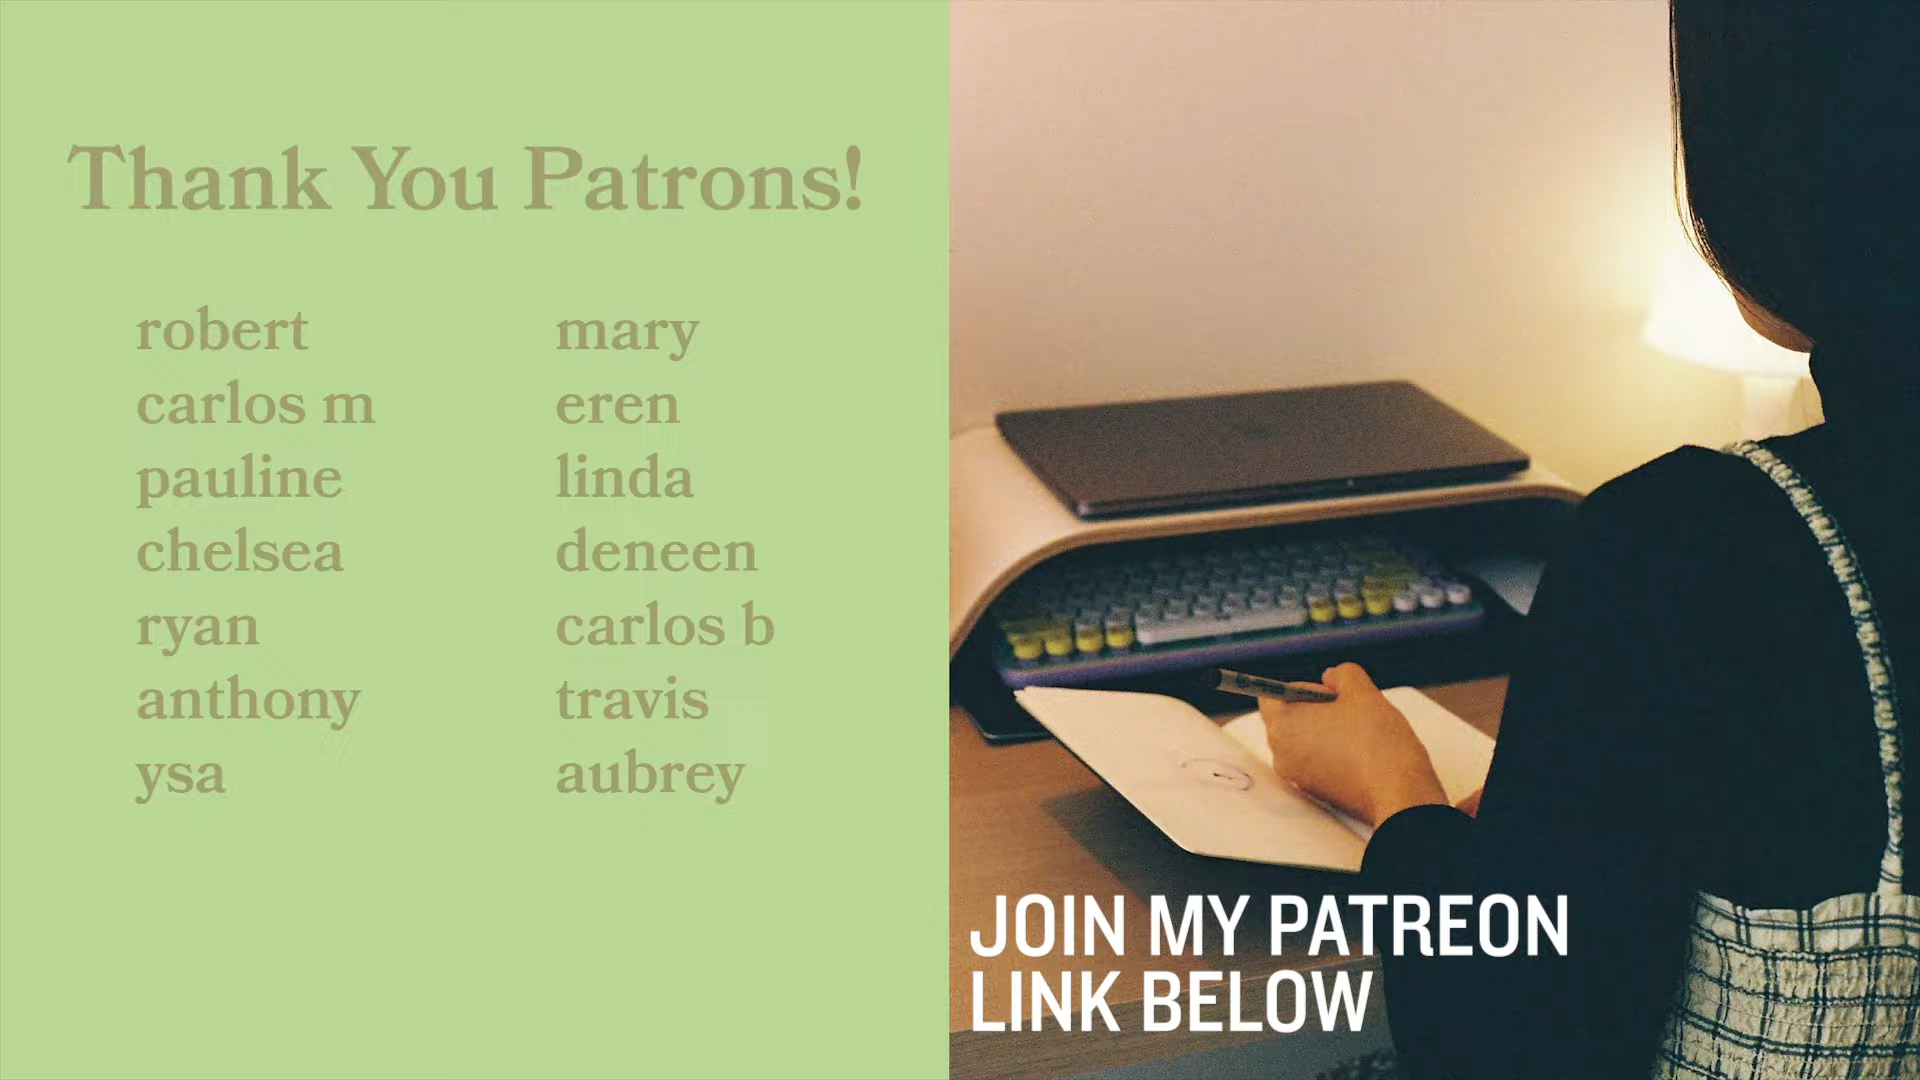 Thank You Patrons!
robert
carlos m
pauline
chelsea
ryan
anthony
ysa
mary
eren
linda
deneen
carlos b
travis
aubrey
JOIN MY PATREON
LINK BELOW